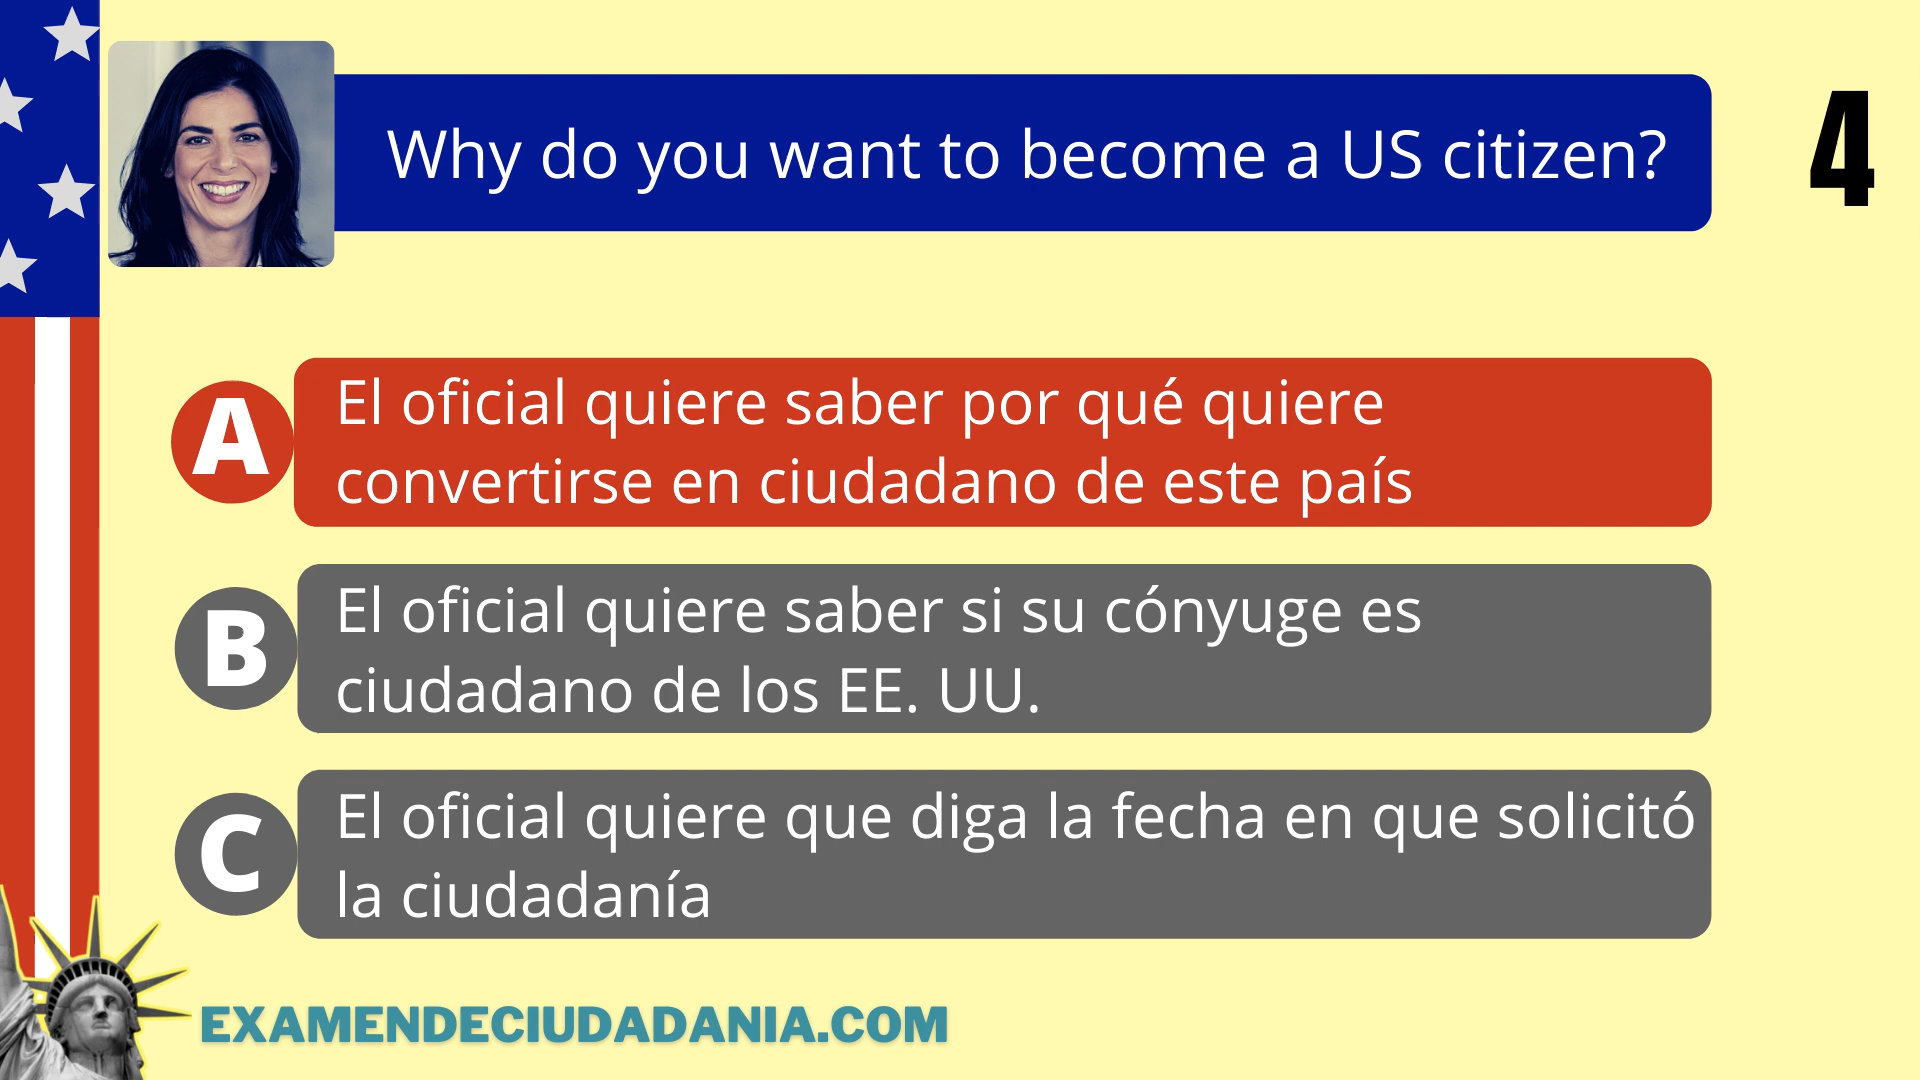 Why do you want to become a US citizen?
4
A
El oficial quiere saber por qué quiere
convertirse en ciudadano de este país
B
El oficial quiere saber si su cónyuge es
ciudadano de los EE. UU.
C
El oficial quiere que diga la fecha en que solicitó
la ciudadanía
EXAMENDECIUDADANIA.COM